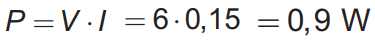 P = V · I = 6 · 0,15 = 0,9 W